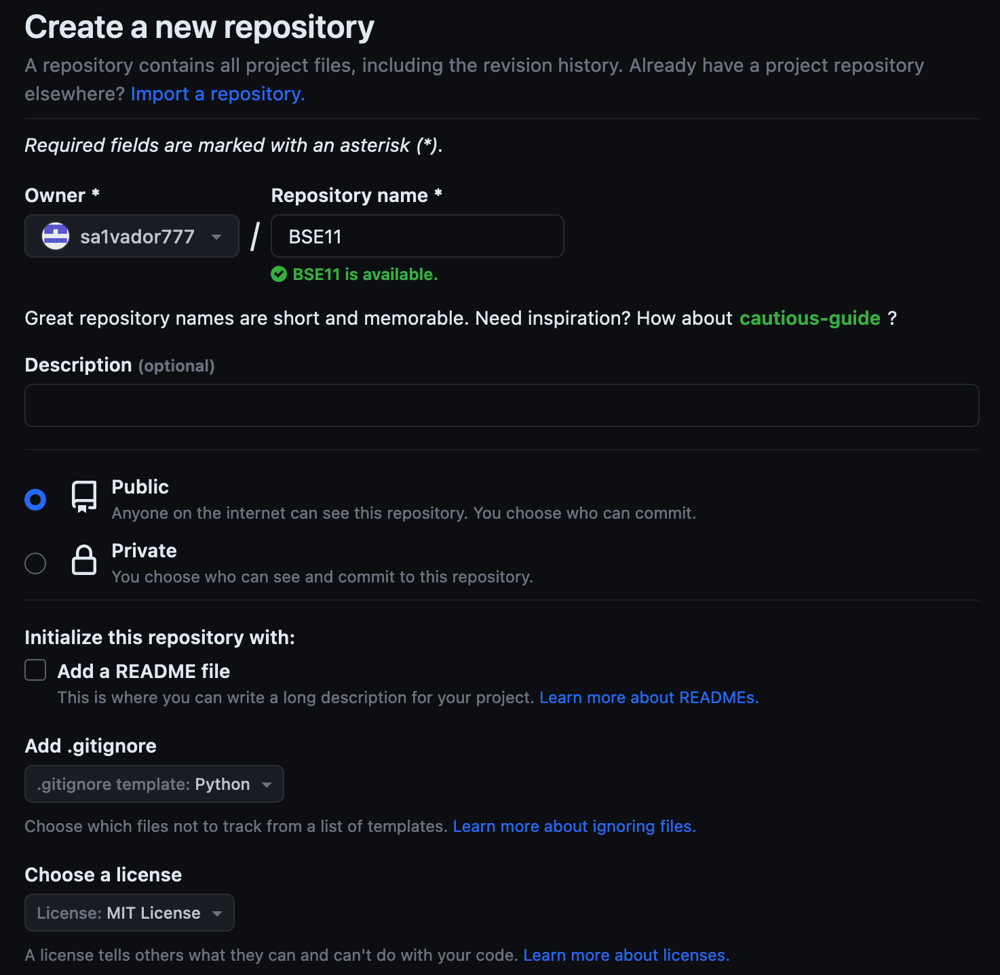 Create a new repository
A repository contains all project files, including the revision history. Already have a project repository
elsewhere? Import a repository.
Required fields are marked with an asterisk (*).
Owner * Repository name *
sa1vador777 / BSE11
BSE11 is available.
Great repository names are short and memorable. Need inspiration? How about cautious-guide ?
Description (optional)
Public
Anyone on the internet can see this repository. You choose who can commit.
Private
You choose who can see and commit to this repository.
Initialize this repository with:
Add a README file
This is where you can write a long description for your project. Learn more about READMEs.
Add .gitignore
.gitignore template: Python
Choose which files not to track from a list of templates. Learn more about ignoring files.
Choose a license
License: MIT License
A license tells others what they can and can't do with your code. Learn more about licenses.